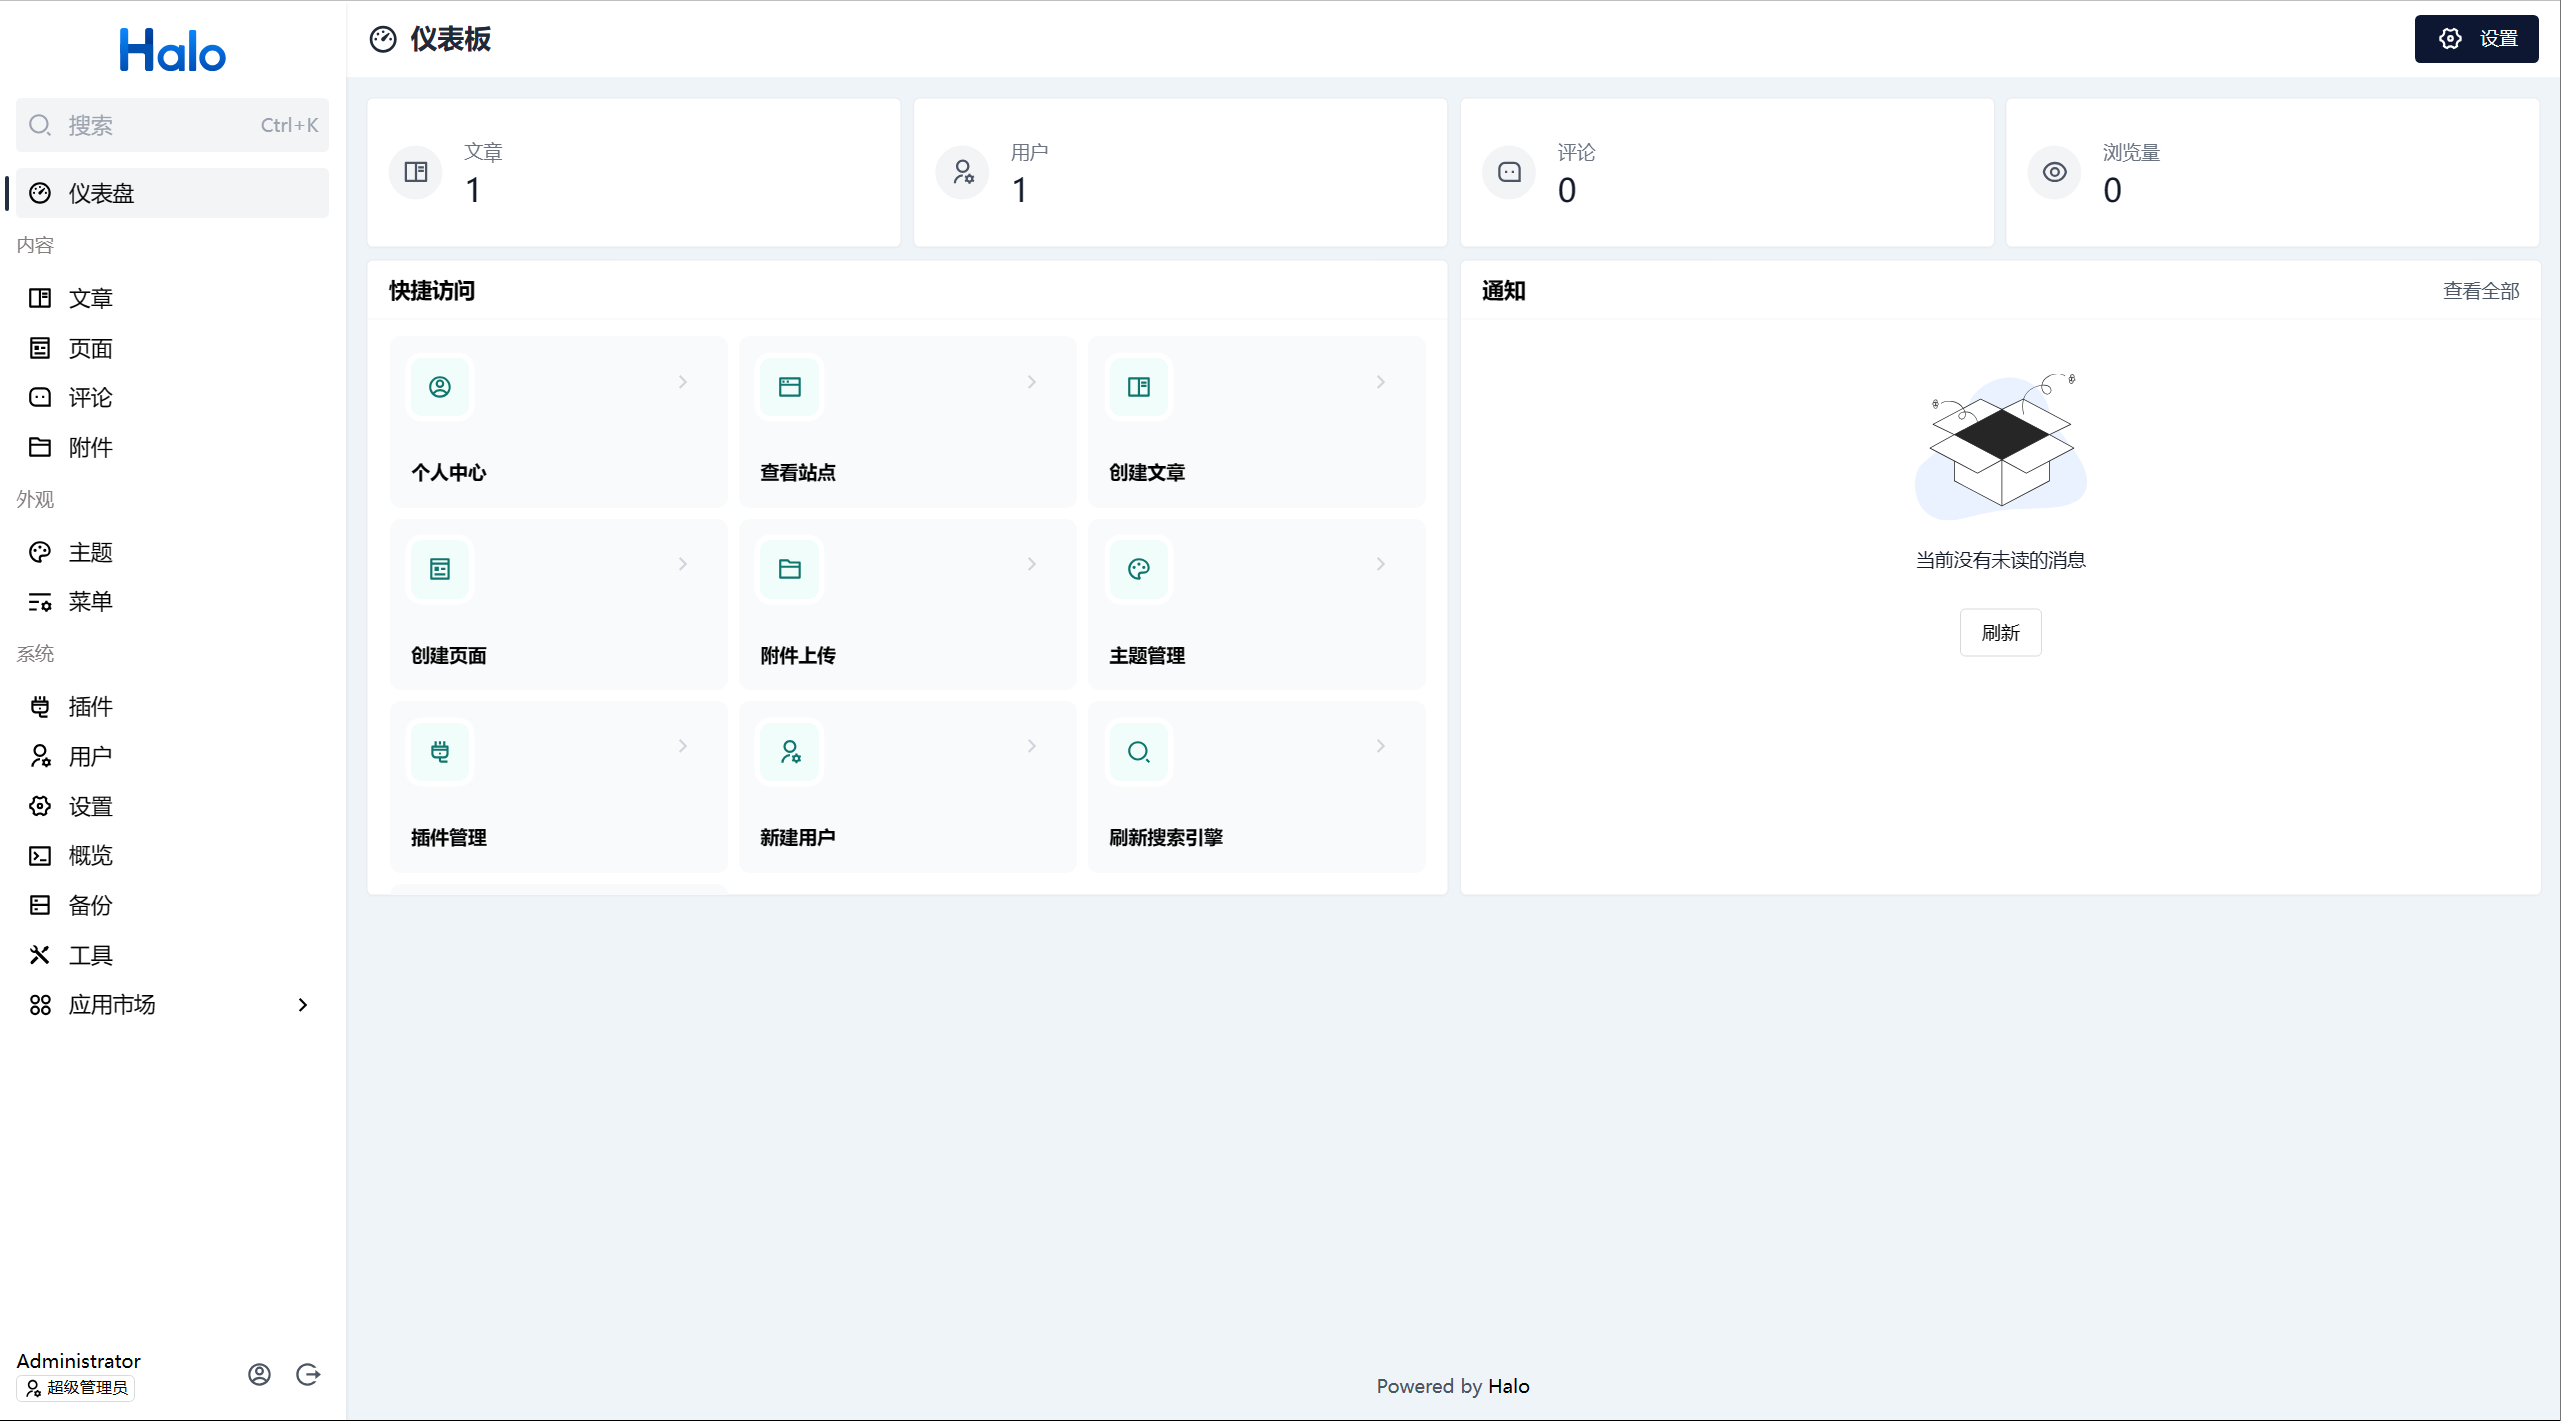 Halo
搜索 Ctrl+K
仪表盘
内容
文章
页面
评论
附件
外观
主题
菜单
系统
插件
用户
设置
概览
备份
工具
应用市场
Administrator
超级管理员
仪表板
设置
文章
1
用户
1
评论
0
浏览量
0
快捷访问
个人中心
查看站点
创建文章
创建页面
附件上传
主题管理
插件管理
新建用户
刷新搜索引擎
通知
查看全部
当前没有未读的消息
刷新
Powered by Halo